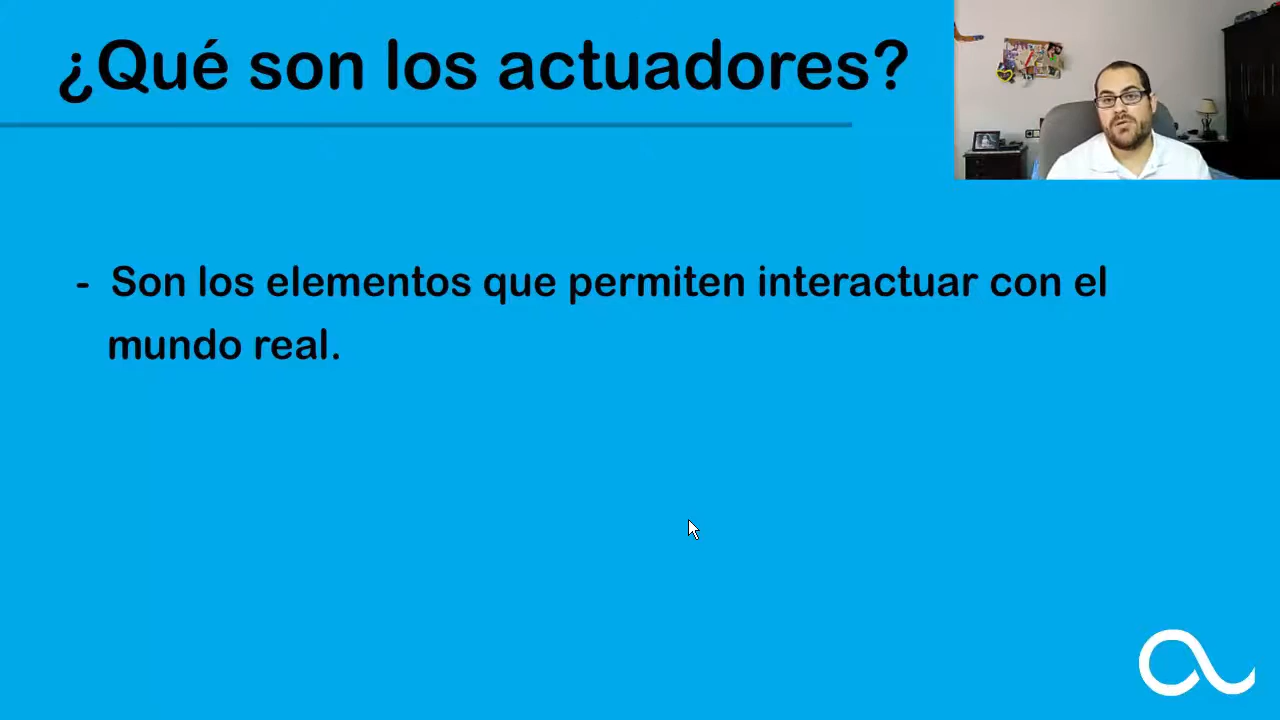 ¿Qué son los actuadores?
- Son los elementos que permiten interactuar con el
mundo real.